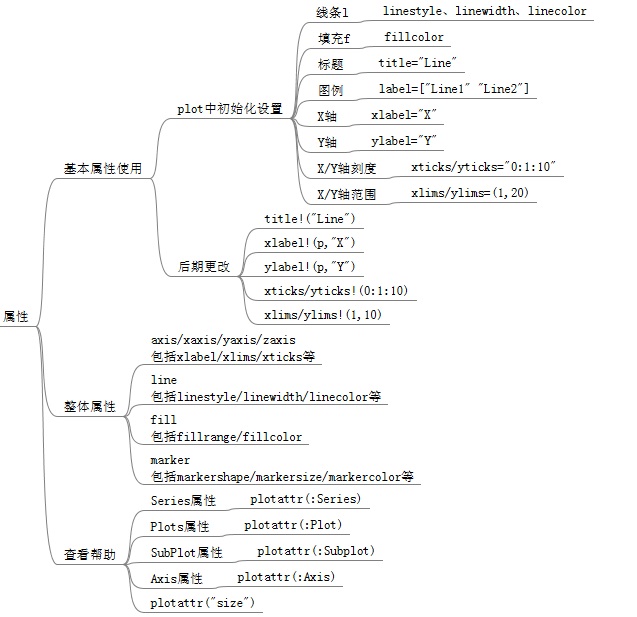 属性
基本属性使用
plot中初始化设置
线条l
linestyle、linewidth、linecolor
填充f
fillcolor
标题
title="Line"
图例
label=["Line1" "Line2"]
X轴
xlabel="X"
Y轴
ylabel="Y"
X/Y轴刻度
xticks/yticks="0:1:10"
X/Y轴范围
xlims/ylims=(1,20)
后期更改
title!("Line")
xlabel!(p,"X")
ylabel!(p,"Y")
xticks/yticks!(0:1:10)
xlims/ylims!(1,10)
整体属性
axis/xaxis/yaxis/zaxis
包括xlabel/xlims/xticks等
line
包括linestyle/linewidth/linecolor等
fill
包括fillrange/fillcolor
marker
包括markershape/markersize/markercolor等
查看帮助
Series属性
plotattr(:Series)
Plots属性
plotattr(:Plot)
SubPlot属性
plotattr(:Subplot)
Axis属性
plotattr(:Axis)
plotattr("size")